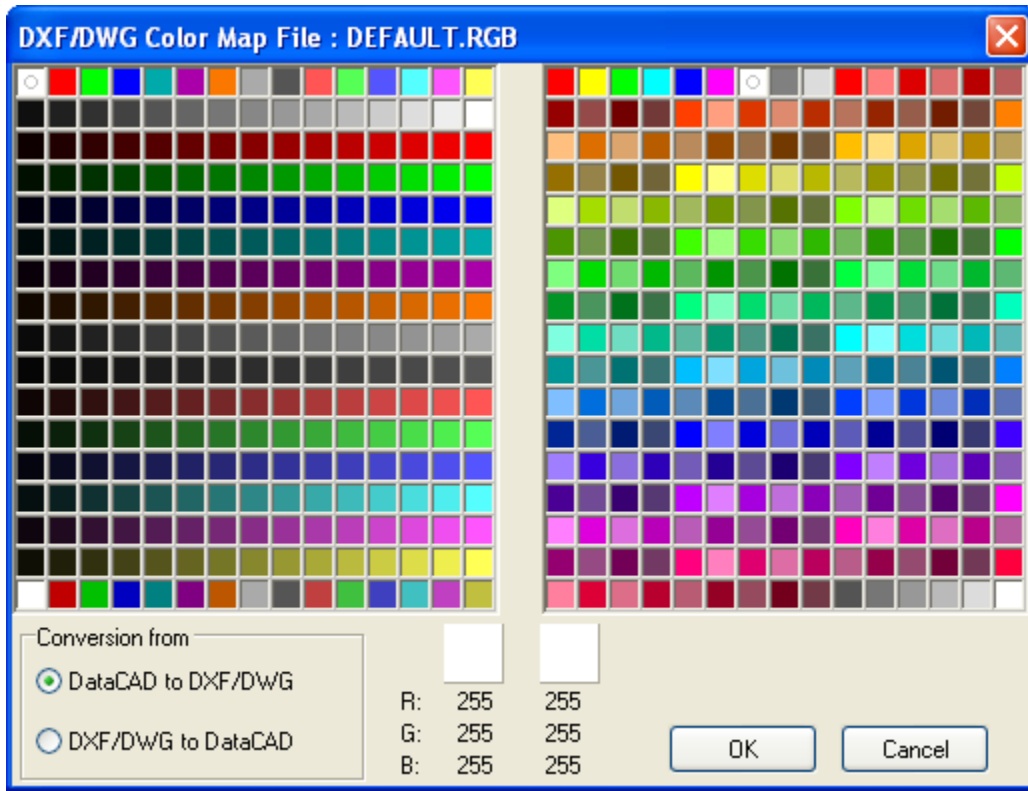 DXF/DWG Color Map File : DEFAULT.RGB
Conversion from
DataCAD to DXF/DWG
DXF/DWG to DataCAD
R: 255 255
G: 255 255
B: 255 255
OK Cancel